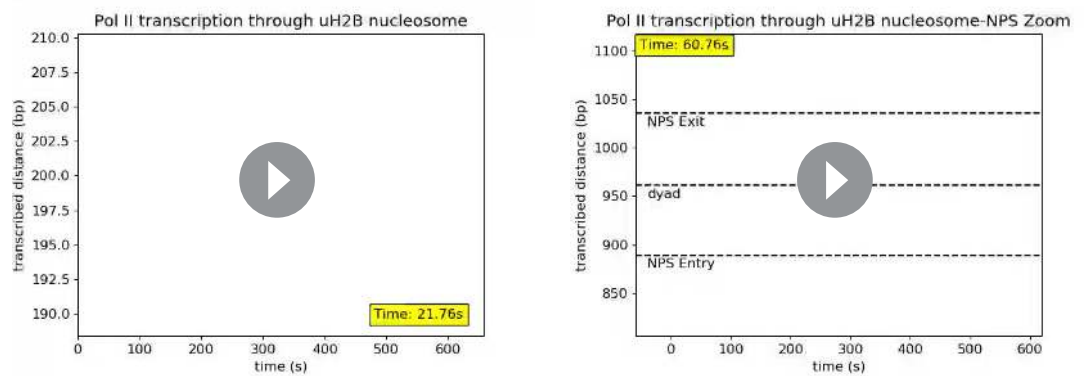 Pol II transcription through uH2B nucleosome
210.0
207.5
205.0
202.5
200.0
197.5
195.0
192.5
190.0
transcribed distance (bp)
Time: 21.76s
0 100 200 300 400 500 600
time (s)
Pol II transcription through uH2B nucleosome-NPS Zoom
1100
1050
1000
950
900
850
transcribed distance (bp)
Time: 60.76s
NPS Exit
dyad
NPS Entry
0 100 200 300 400 500 600
time (s)